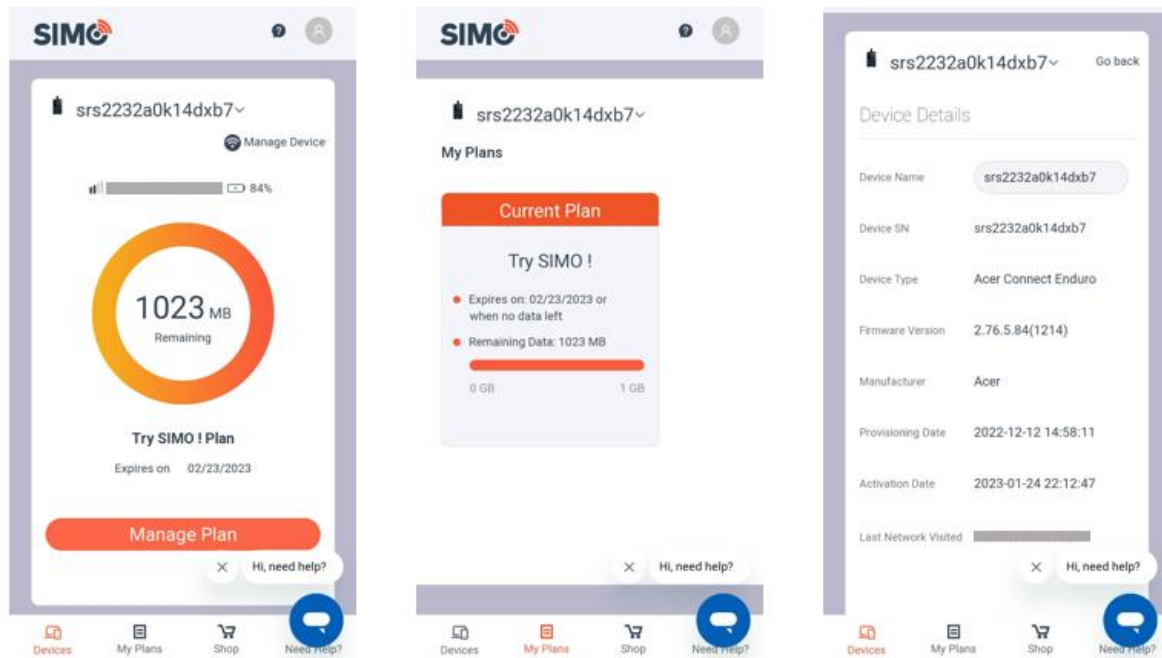 SIMO
srs2232a0k14dxb7
Manage Device
84%
1023 MB
Remaining
Try SIMO ! Plan
Expires on 02/23/2023
Manage Plan
Hi, need help?
Devices
My Plans
Shop
Need Help?
SIMO
srs2232a0k14dxb7
My Plans
Current Plan
Try SIMO !
Expires on: 02/23/2023 or
when no data left
Remaining Data: 1023 MB
0 GB 1 GB
Hi, need help?
Devices
My Plans
Shop
Need Help?
srs2232a0k14dxb7
Go back
Device Details
Device Name srs2232a0k14dxb7
Device SN srs2232a0k14dxb7
Device Type Acer Connect Enduro
Firmware Version 2.76.5.84(1214)
Manufacturer Acer
Provisioning Date 2022-12-12 14:58:11
Activation Date 2023-01-24 22:12:47
Last Network Visited
Hi, need help?
Devices
My Plans
Shop
Need Help?